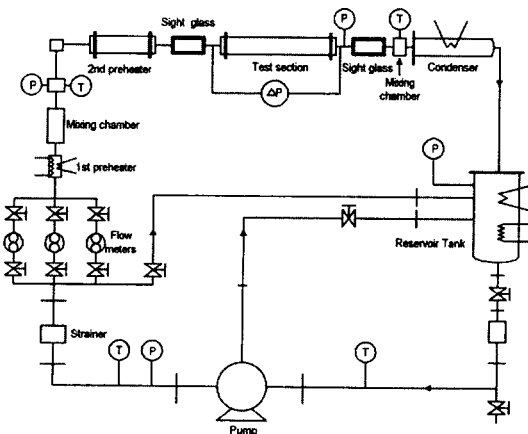 Sight glass
P
T
2nd preheater
Test section
Sight glass
Condenser
ΔP
Mixing
chamber
P
T
Mixing chamber
P
1st preheater
Flow
meters
Reservoir Tank
Strainer
T
P
T
Pump